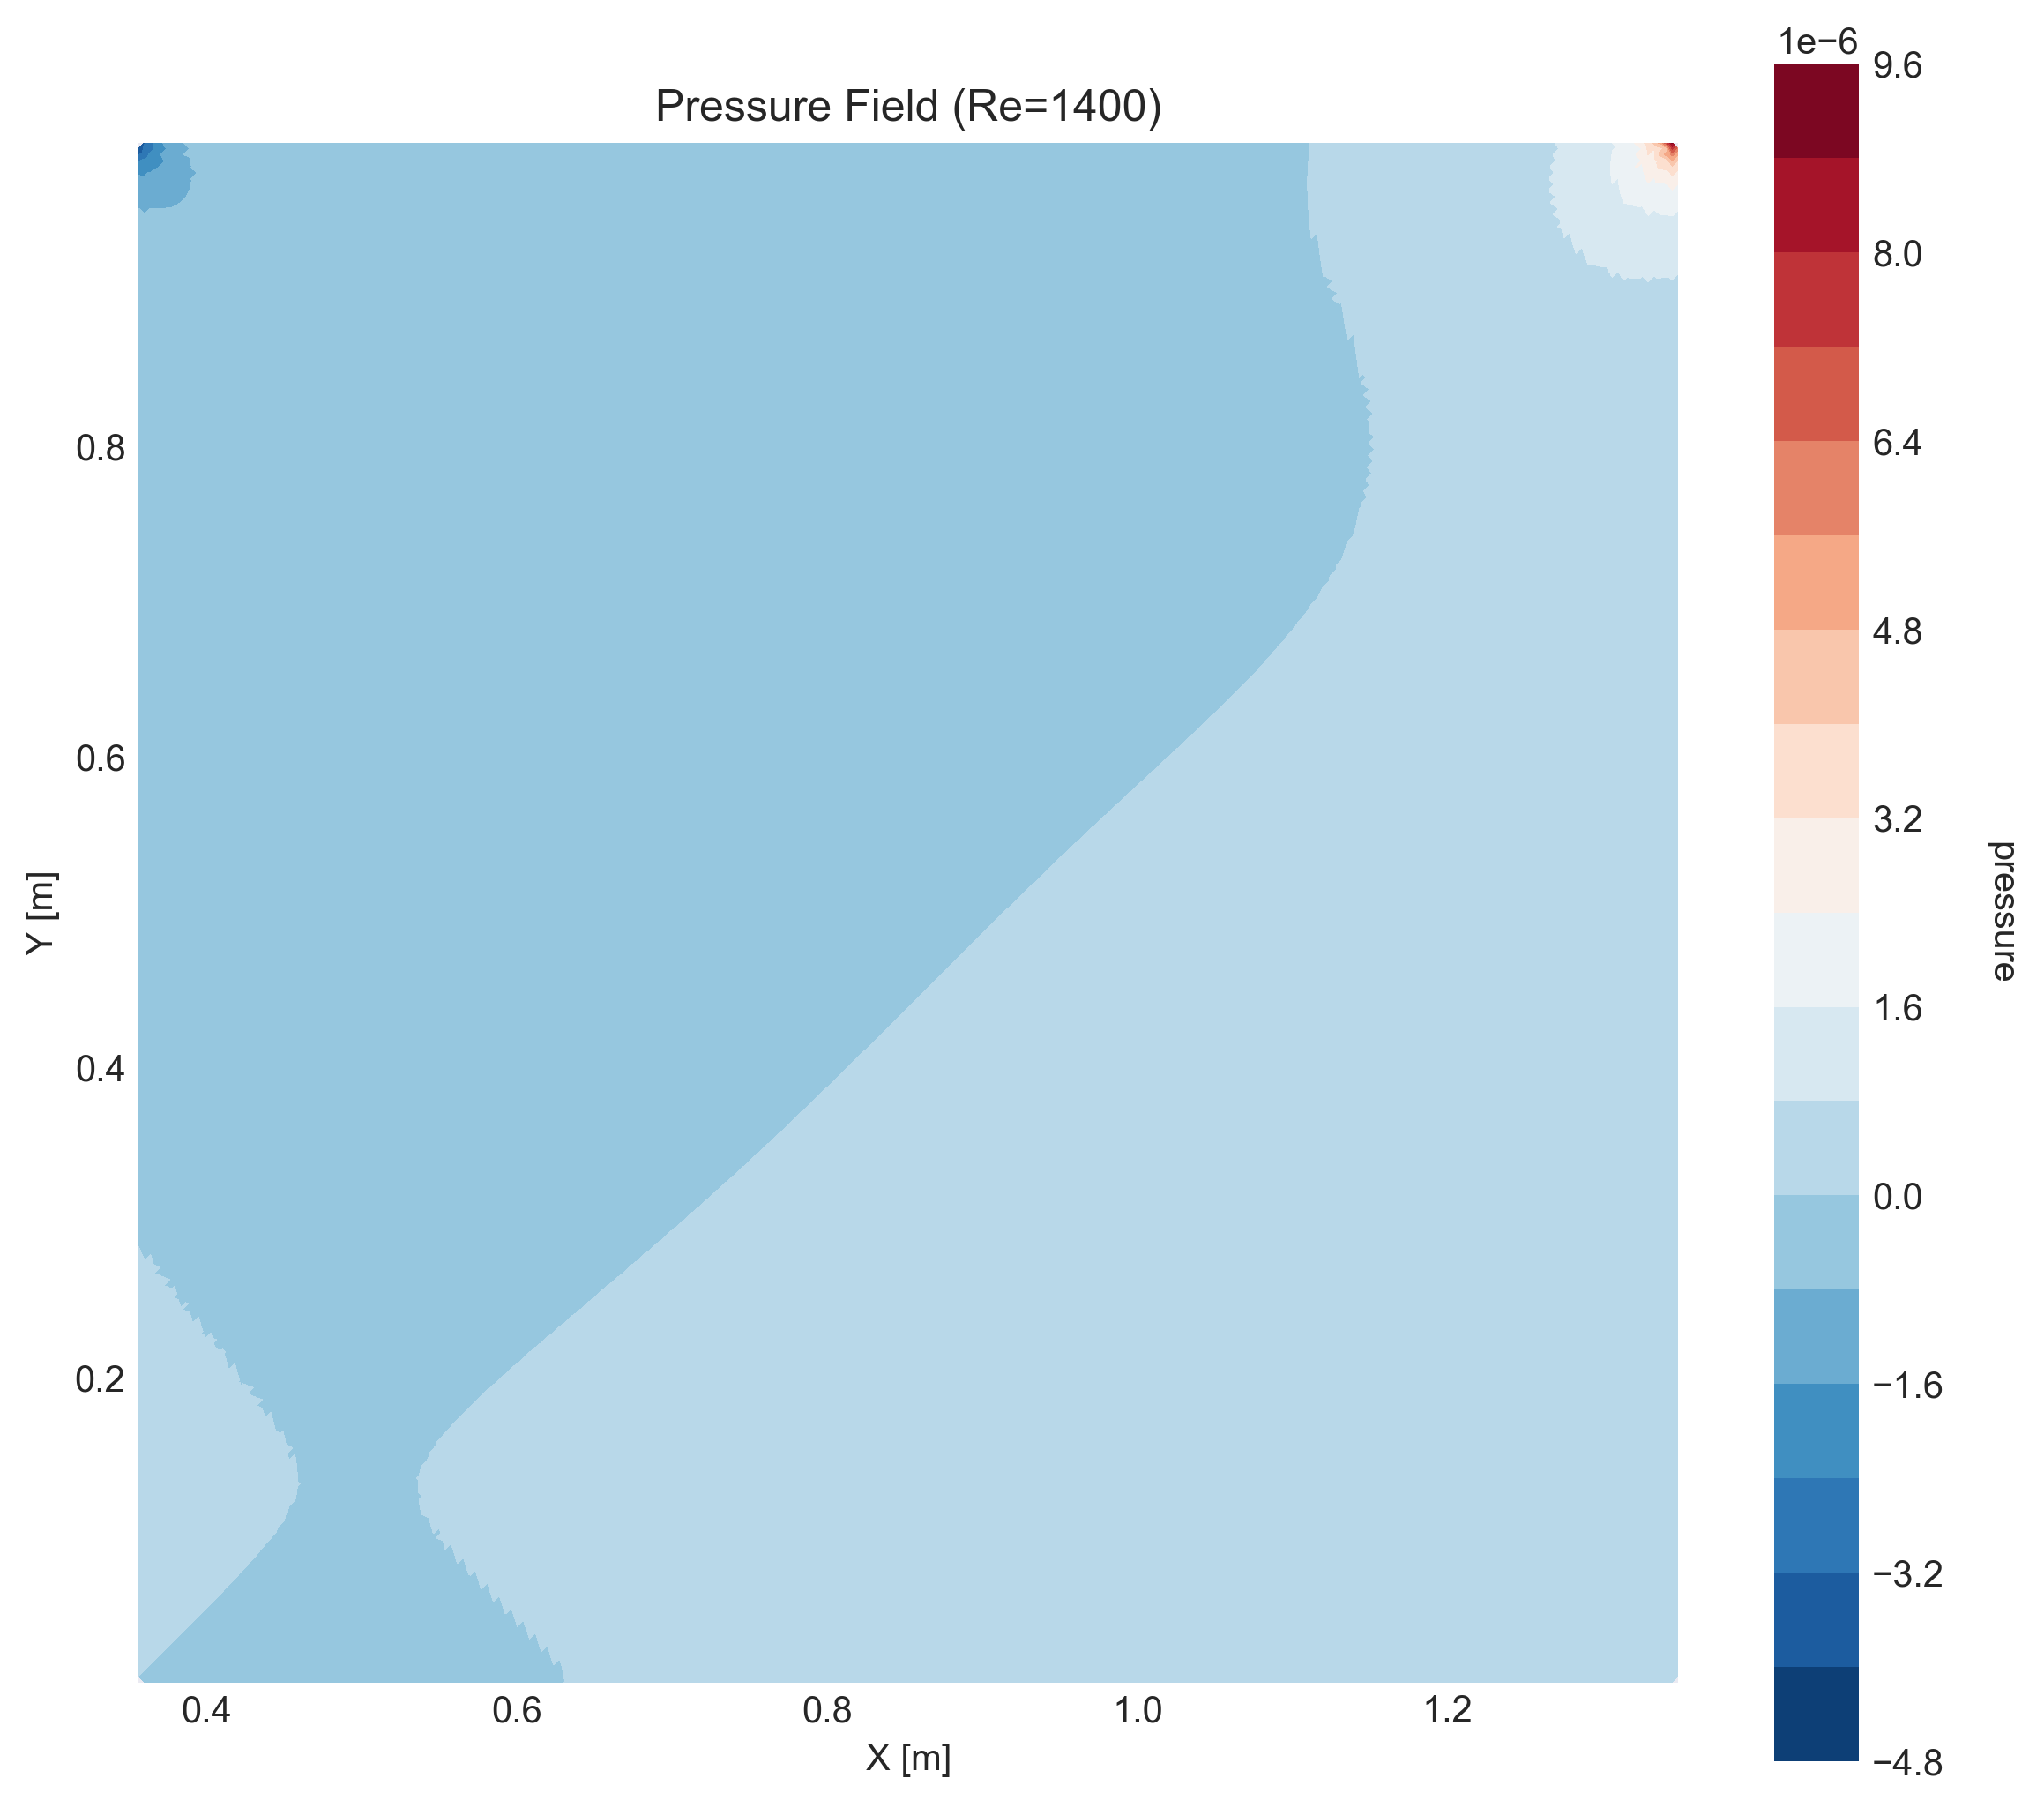 1e−6
Pressure Field (Re=1400)
9.6
8.0
6.4
4.8
3.2
1.6
0.0
−1.6
−3.2
−4.8
pressure
0.8
0.6
0.4
0.2
Y [m]
0.4 0.6 0.8 1.0 1.2
X [m]